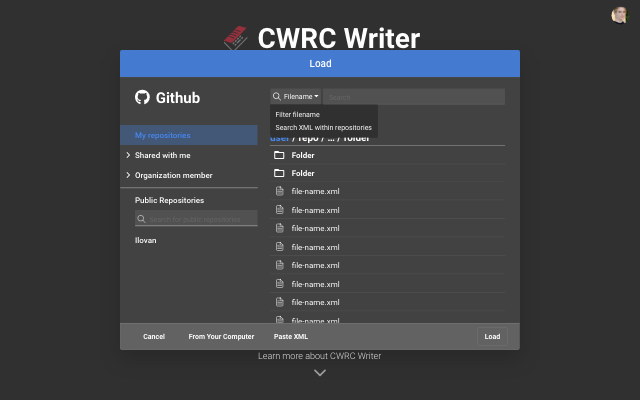 CWRC Writer
Load
Github
Filename
Search
Filter filename
Search XML within repositories
My repositories
user / repo / ... / folder
Shared with me
Folder
Organization member
Folder
Public Repositories
file-name.xml
Search for public repositories
file-name.xml
file-name.xml
Ilovan
file-name.xml
file-name.xml
file-name.xml
file-name.xml
file-name.xml
Cancel
From Your Computer
Paste XML
Load
Learn more about CWRC Writer